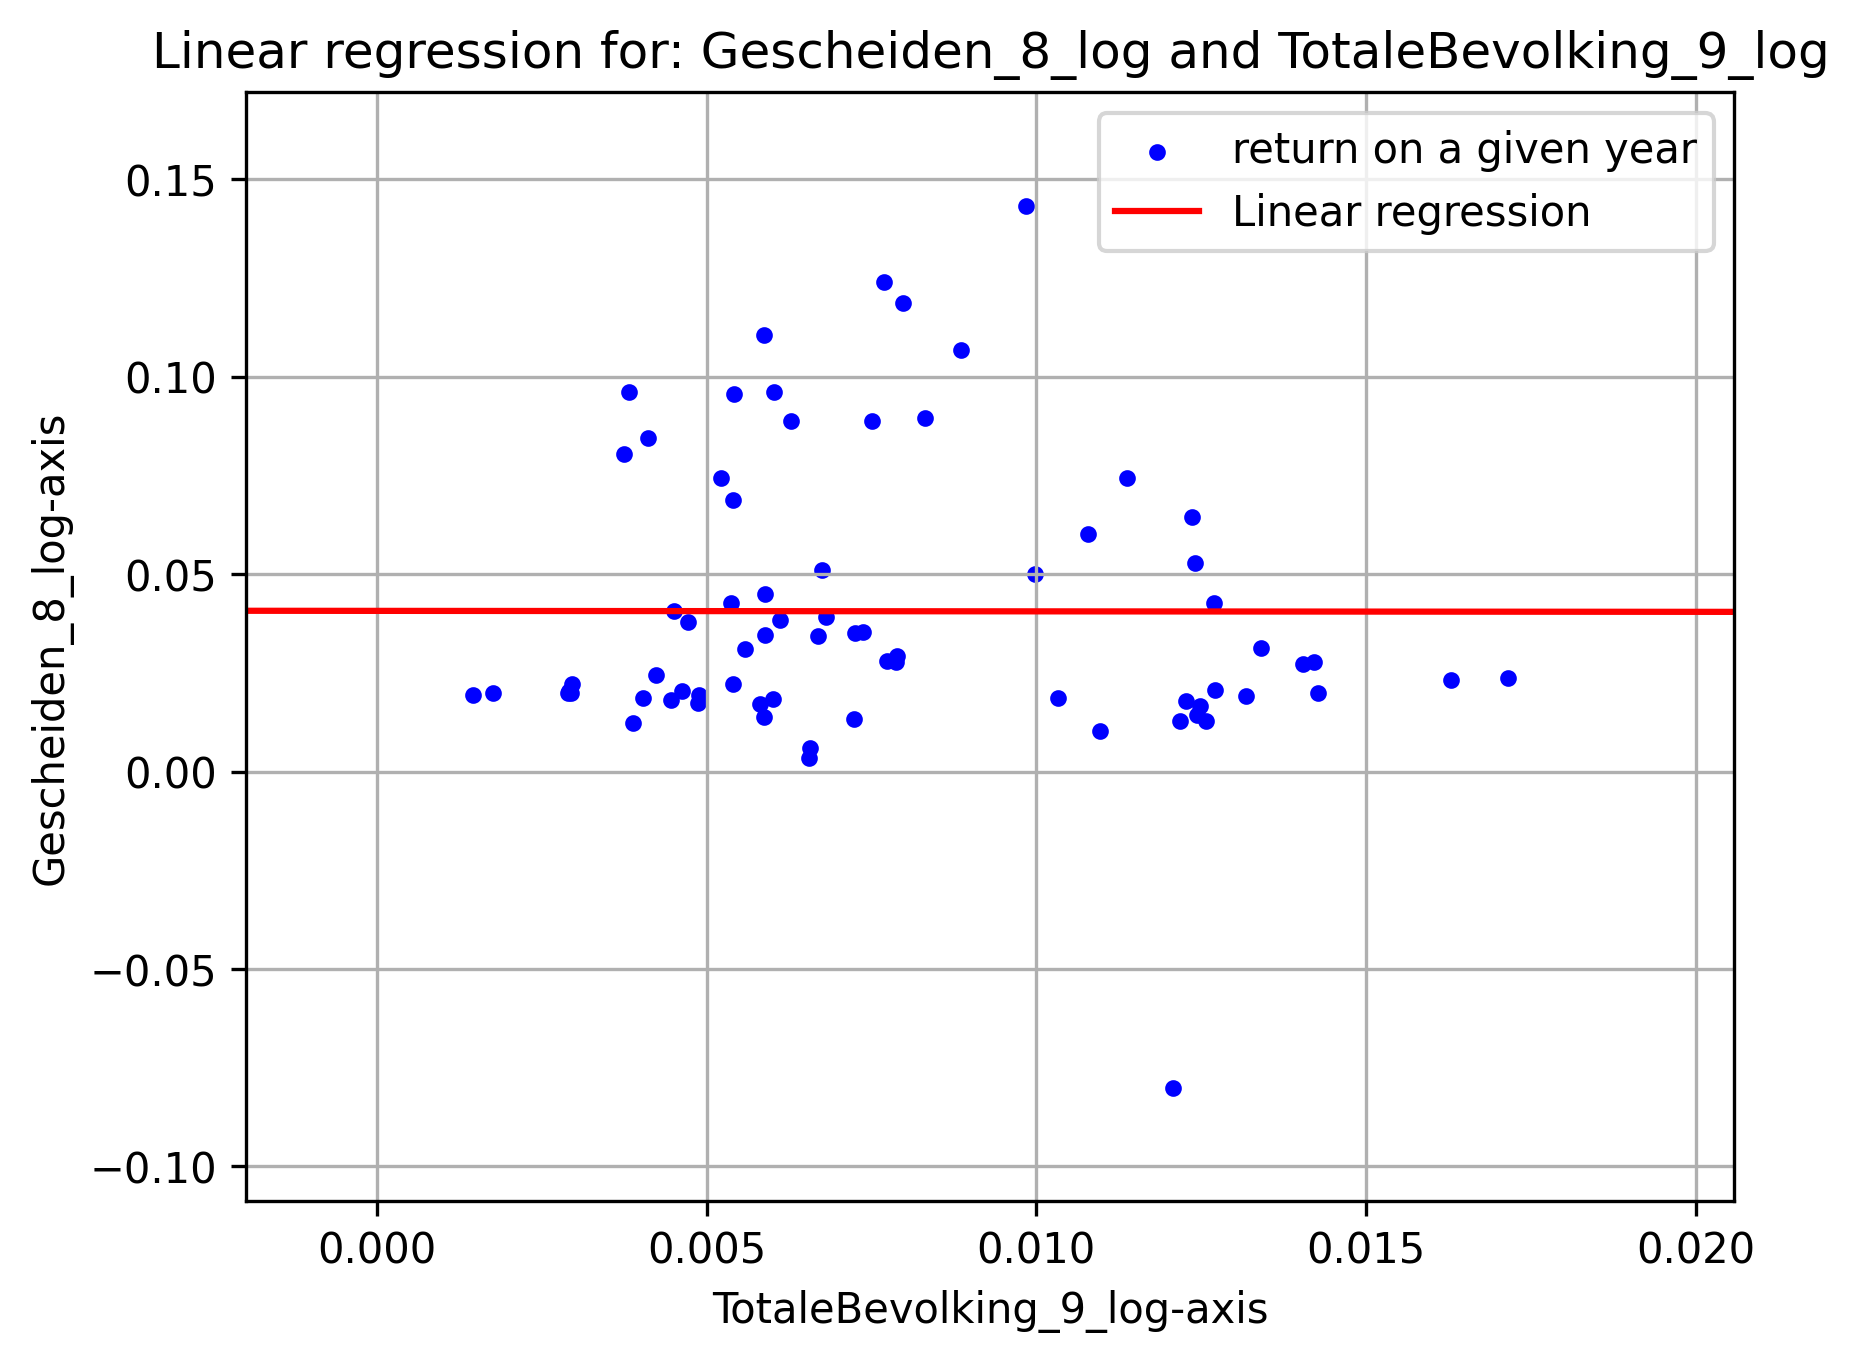 Linear regression for: Gescheiden_8_log and TotaleBevolking_9_log
return on a given year
Linear regression
0.15
0.10
0.05
0.00
−0.05
−0.10
Gescheiden_8_log-axis
0.000 0.005 0.010 0.015 0.020
TotaleBevolking_9_log-axis